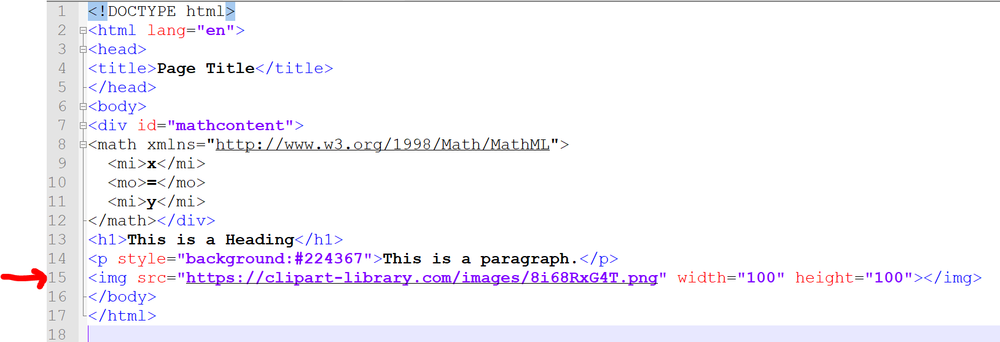 1 <!DOCTYPE html>
2 <html lang="en">
3 <head>
4 <title>Page Title</title>
5 </head>
6 <body>
7 <div id="mathcontent">
8 <math xmlns="http://www.w3.org/1998/Math/MathML">
9   <mi>x</mi>
10   <mo>=</mo>
11   <mi>y</mi>
12 </math></div>
13 <h1>This is a Heading</h1>
14 <p style="background:#224367">This is a paragraph.</p>
15 <img src="https://clipart-library.com/images/8i68RxG4T.png" width="100" height="100"></img>
16 </body>
17 </html>
18